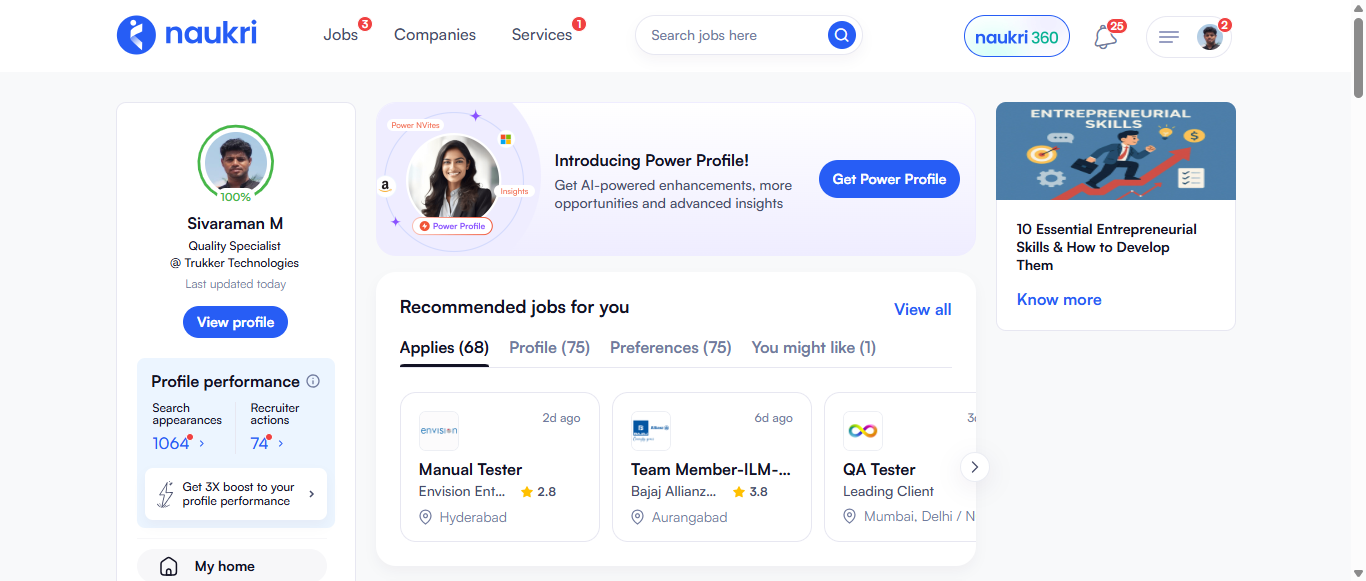 naukri
Jobs
3
Companies
Services
1
Search jobs here
naukri 360
25
2
100%
Sivaraman M
Quality Specialist
@ Trukker Technologies
Last updated today
View profile
Profile performance
Search
appearances
1064
Recruiter
actions
74
Get 3X boost to your
profile performance
My home
Power NVites
a
Insights
Power Profile
Introducing Power Profile!
Get AI-powered enhancements, more
opportunities and advanced insights
Get Power Profile
Recommended jobs for you
View all
Applies (68)
Profile (75)
Preferences (75)
You might like (1)
envision
2d ago
Manual Tester
Envision Ent...
2.8
Hyderabad
6d ago
Team Member-ILM-...
Bajaj Allianz...
3.8
Aurangabad
QA Tester
Leading Client
Mumbai, Delhi / N
ENTREPRENEURIAL
SKILLS
$
10 Essential Entrepreneurial
Skills & How to Develop
Them
Know more